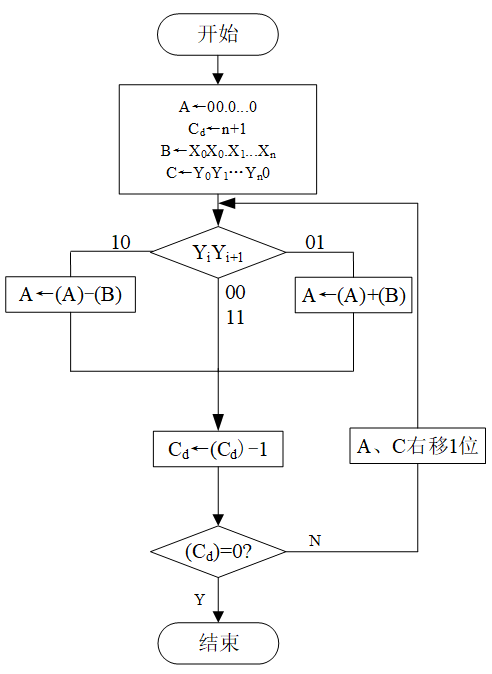 开始
A←00.0...0
Cd←n+1
B←X0X0.X1...Xn
C←Y0Y1…Yn0
10
YiYi+1
01
A←(A)-(B)
00
11
A←(A)+(B)
Cd←(Cd)-1
A、C右移1位
(Cd)=0?
N
Y
结束